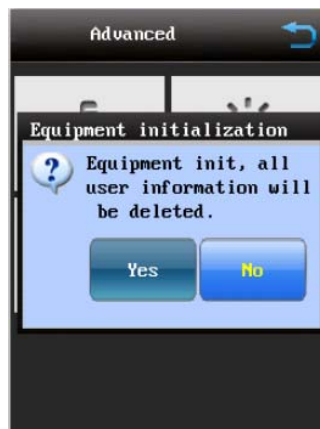 Advanced
Equipment initialization
Equipment init, all
user information will
be deleted.
Yes
No